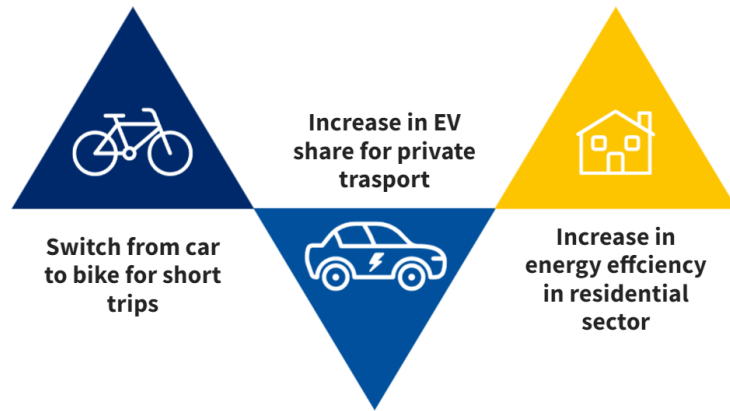 Switch from car
to bike for short
trips
Increase in EV
share for private
trasport
Increase in
energy effciency
in residential
sector